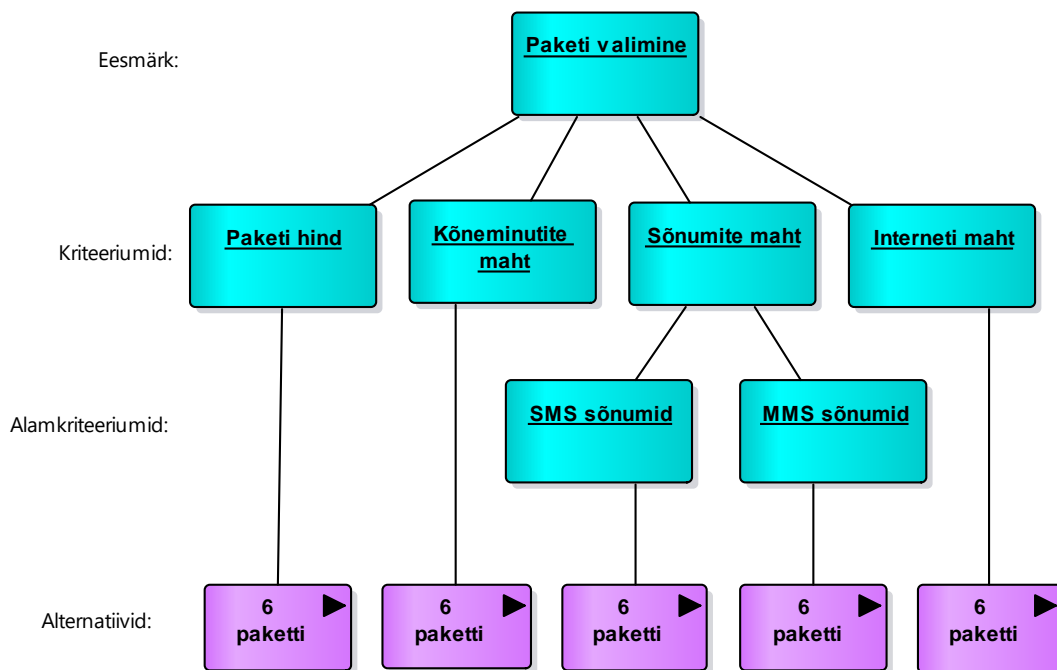 Eesmärk:
Paketi valimine
Kriteeriumid:
Paketi hind
Kõneminutite
maht
Sõnumite maht
Interneti maht
Alamkriteeriumid:
SMS sõnumid
MMS sõnumid
Alternatiivid:
6
paketti
6
paketti
6
paketti
6
paketti
6
paketti